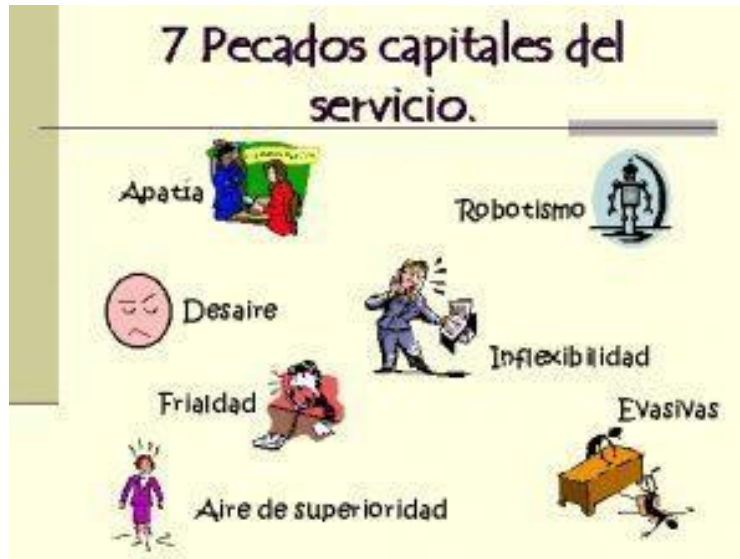 7 Pecados capitales del
servicio.
Apatía
Robotismo
Desaire
Inflexibilidad
Frialdad
Evasivas
Aire de superioridad